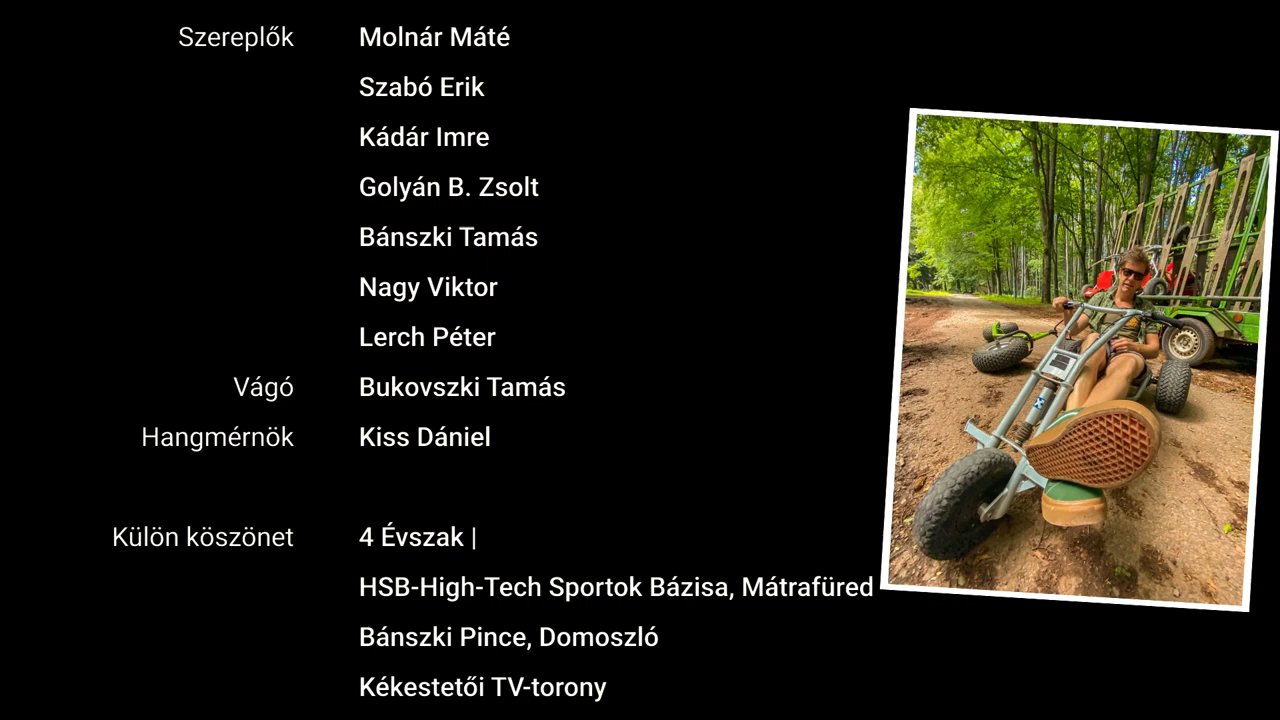 Szereplők Molnár Máté
Szabó Erik
Kádár Imre
Golyán B. Zsolt
Bánszki Tamás
Nagy Viktor
Lerch Péter
Vágó Bukovszki Tamás
Hangmérnök Kiss Dániel
Külön köszönet 4 Évszak |
HSB-High-Tech Sportok Bázisa, Mátrafüred
Bánszki Pince, Domoszló
Kékestetői TV-torony